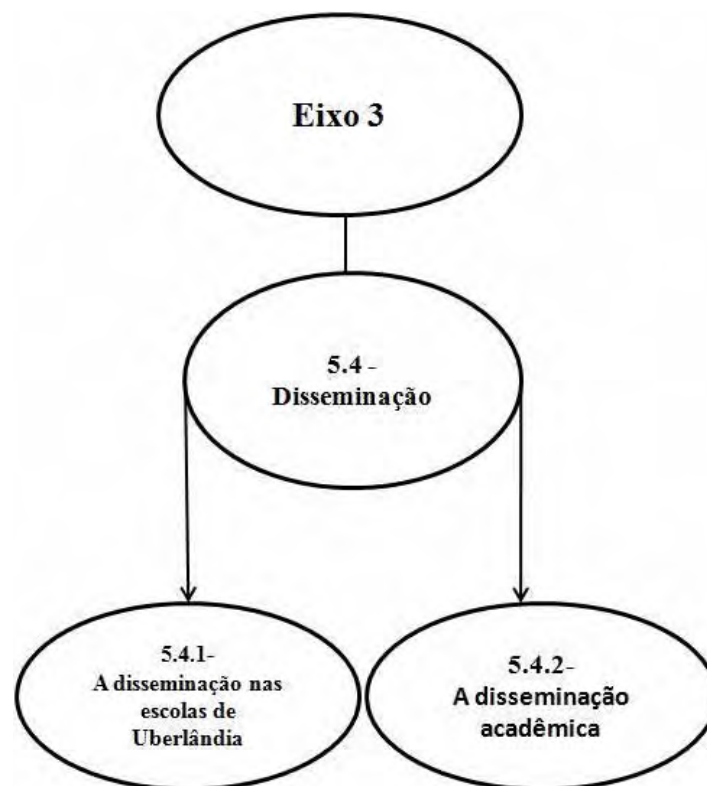 Eixo 3
5.4 -
Disseminação
5.4.1-
A disseminação nas
escolas de
Uberlândia
5.4.2-
A disseminação
acadêmica